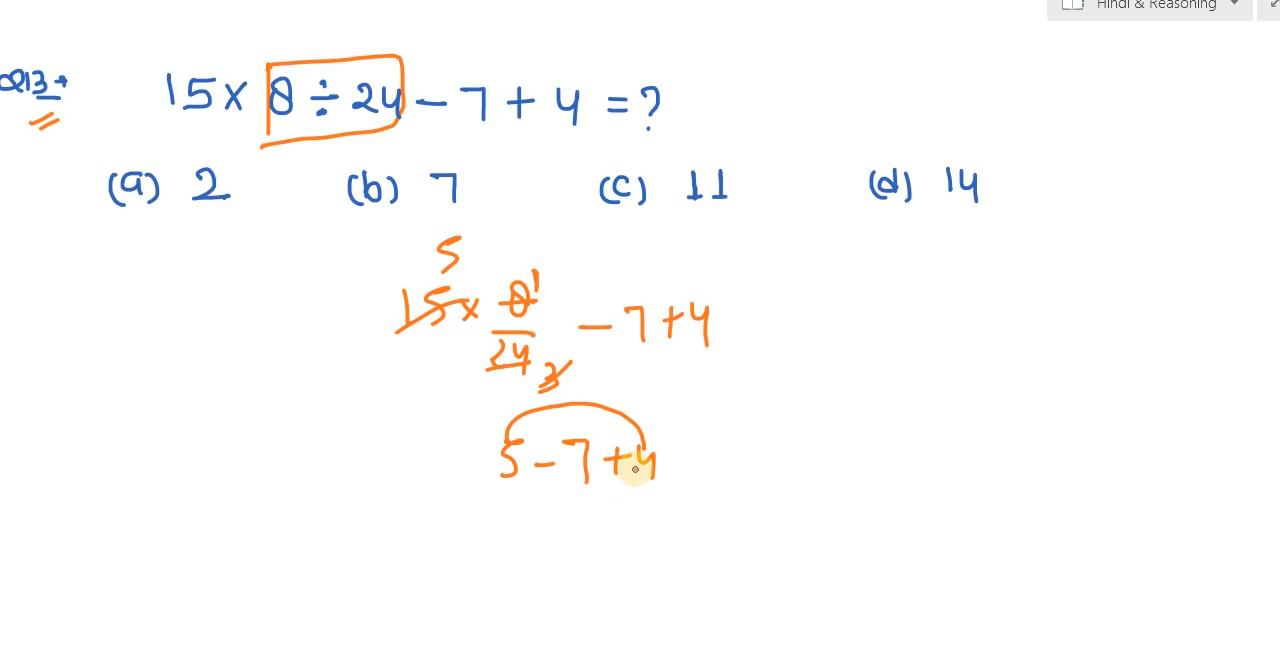 Hindi & Reasoning
Q13→ 15 × 8 ÷ 24 - 7 + 4 = ?
(a) 2 (b) 7 (c) 11 (d) 14
5
15 × 8 1 - 7 + 4
24 3
5 - 7 + 4